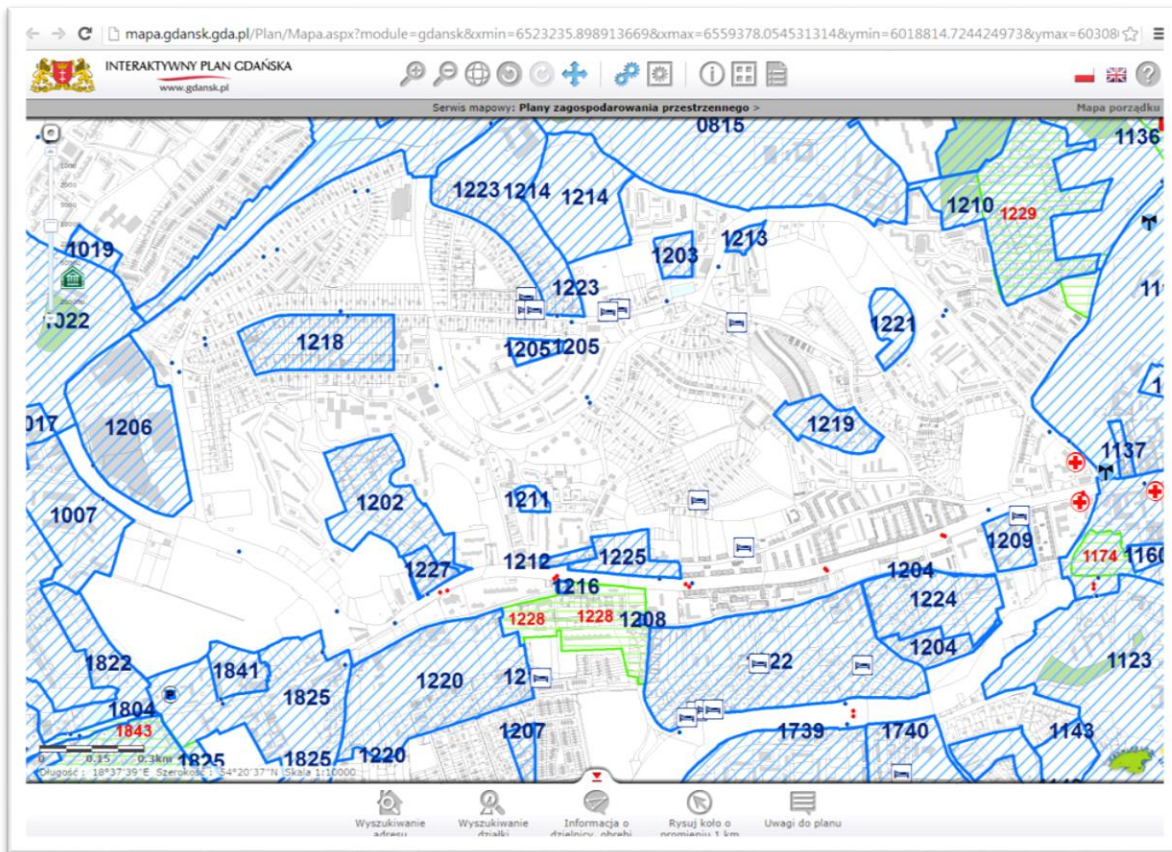 mapa.gdansk.gda.pl/Plan/Mapa.aspx?module=gdansk&xmin=6523235.898913669&xmax=6559378.054531314&ymin=6018814.724424973&ymax=60308
INTERAKTYWNY PLAN GDAŃSKA
www.gdansk.pl
Serwis mapowy: Plany zagospodarowania przestrzennego >
Mapa porządku
0815
1136
1223 1214 1214
1210 1229
1019
1203 1213
1223
1022
1221
1218
1205 1205
1206
1219
1137
1202
1211
1007
1212 1225
1209
1174 1160
1227
1216
1204
1228 1228 1208
1224
1204
1822 1841
1825 1220
1123
1804
1843
1207
1739 1740 1143
1825 1825 1220
0 0.15 0.3km
Długość : 18°37'39"E Szerokość : 54°20'37"N Skala 1:10000
Wyszukiwanie adresu
Wyszukiwanie działki
Informacja o dzielnicy, obrębi
Rysuj koło o promieniu 1 km
Uwagi do planu